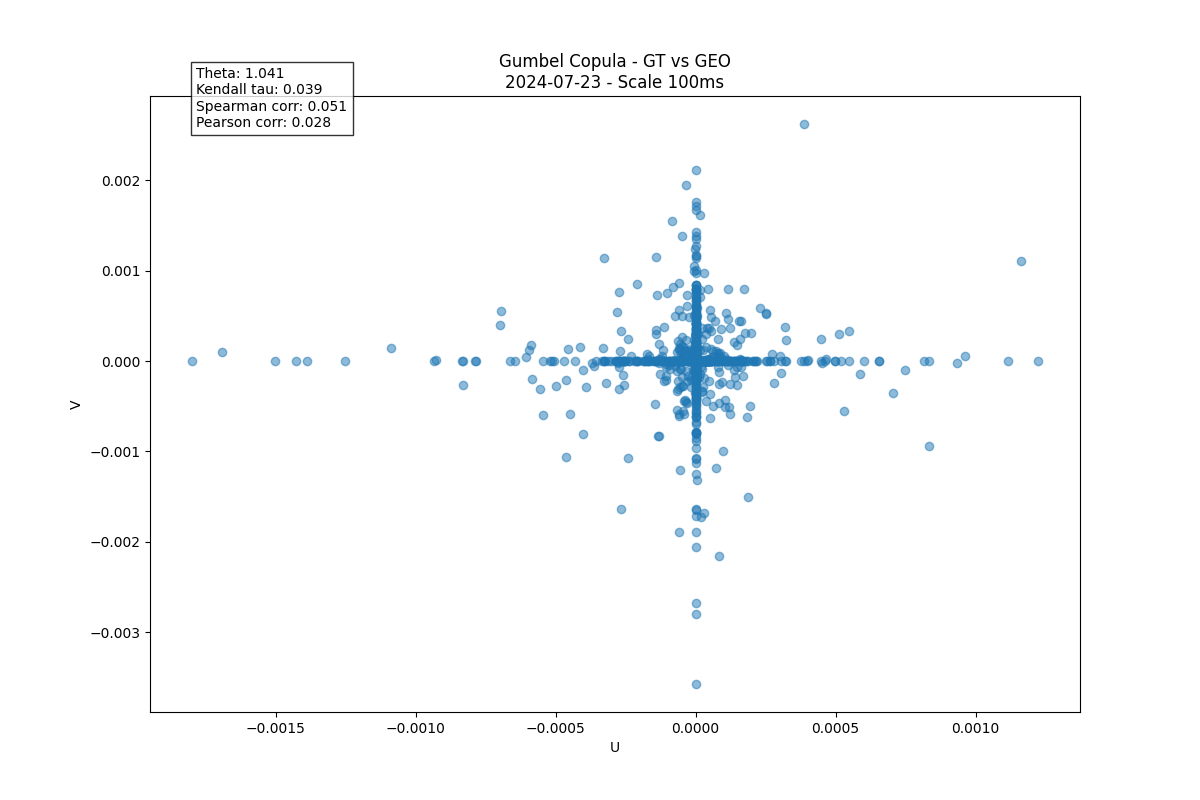 Gumbel Copula - GT vs GEO
2024-07-23 - Scale 100ms
Theta: 1.041
Kendall tau: 0.039
Spearman corr: 0.051
Pearson corr: 0.028
0.002
0.001
0.000
−0.001
−0.002
−0.003
V
−0.0015
−0.0010
−0.0005
0.0000
0.0005
0.0010
U